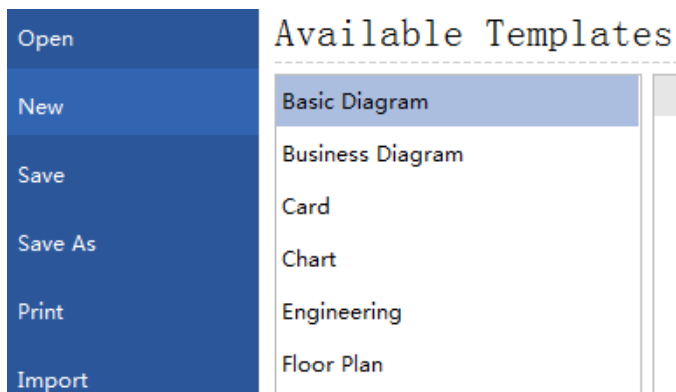 Open
New
Save
Save As
Print
Import
Available Templates
Basic Diagram
Business Diagram
Card
Chart
Engineering
Floor Plan